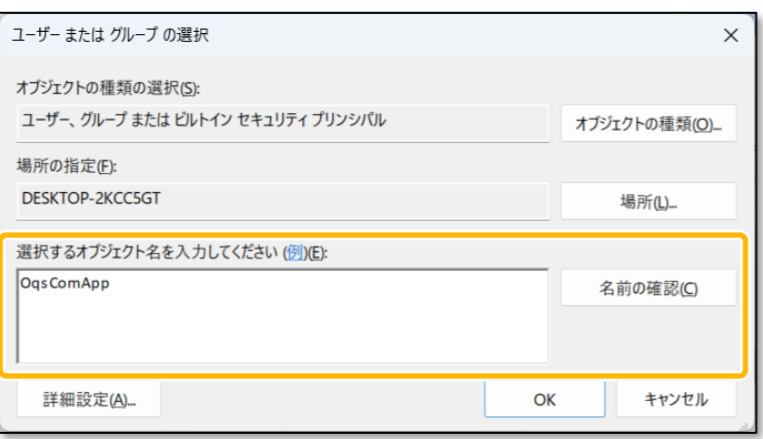 ユーザー または グループ の選択
オブジェクトの種類の選択(S):
ユーザー、グループ または ビルトイン セキュリティ プリンシパル
オブジェクトの種類(O)...
場所の指定(F):
DESKTOP-2KCC5GT
場所(L)...
選択するオブジェクト名を入力してください (例)(E):
OqsComApp
名前の確認(C)
詳細設定(A)...
OK
キャンセル